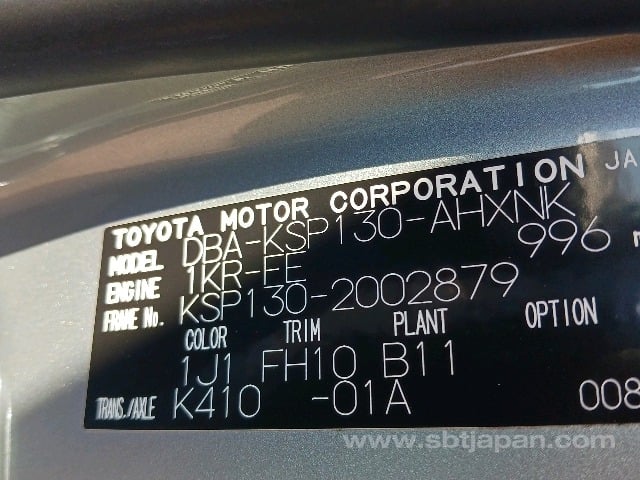 TOYOTA MOTOR CORPORATION JA
MODEL DBA-KSP130-AHXNK
ENGINE 1KR-FE 996
FRAME No. KSP130-2002879
COLOR TRIM PLANT OPTION
1J1 FH10 B11
TRANS./AXLE K410 -01A 008
www.sbtjapan.com